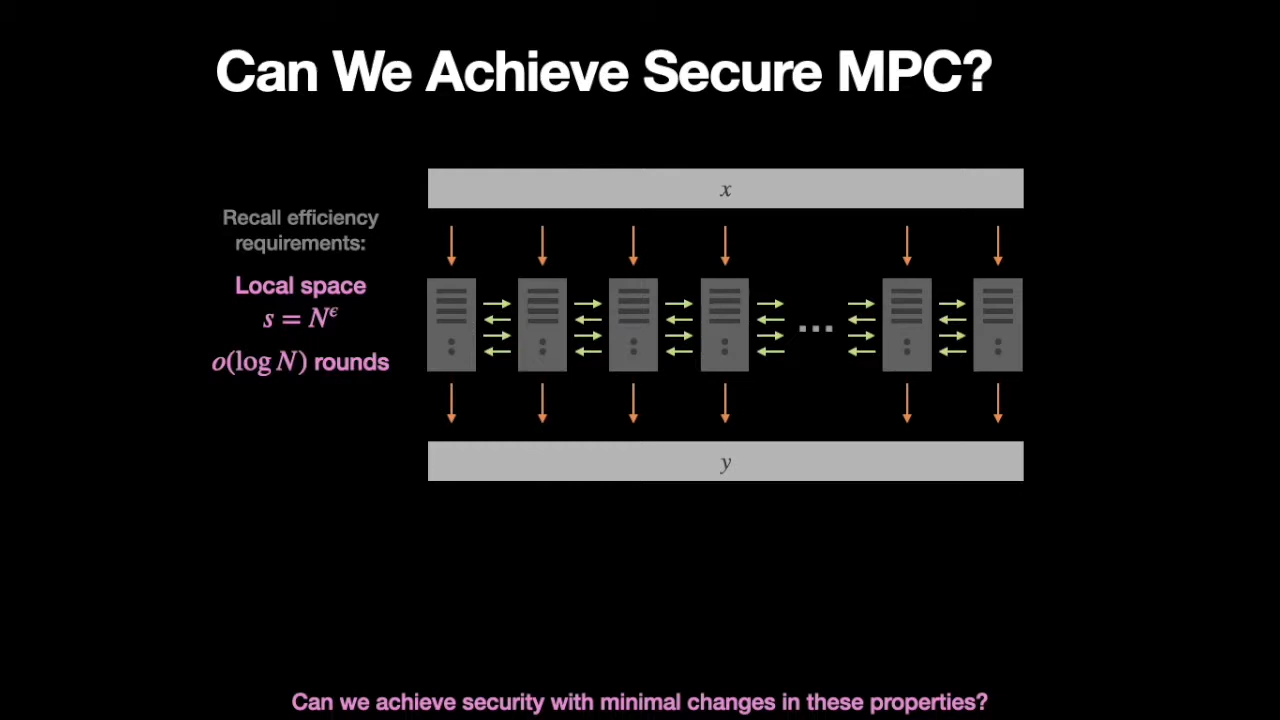 Can We Achieve Secure MPC?
x
Recall efficiency
requirements:
Local space
s = N^ϵ
o(log N) rounds
...
y
Can we achieve security with minimal changes in these properties?